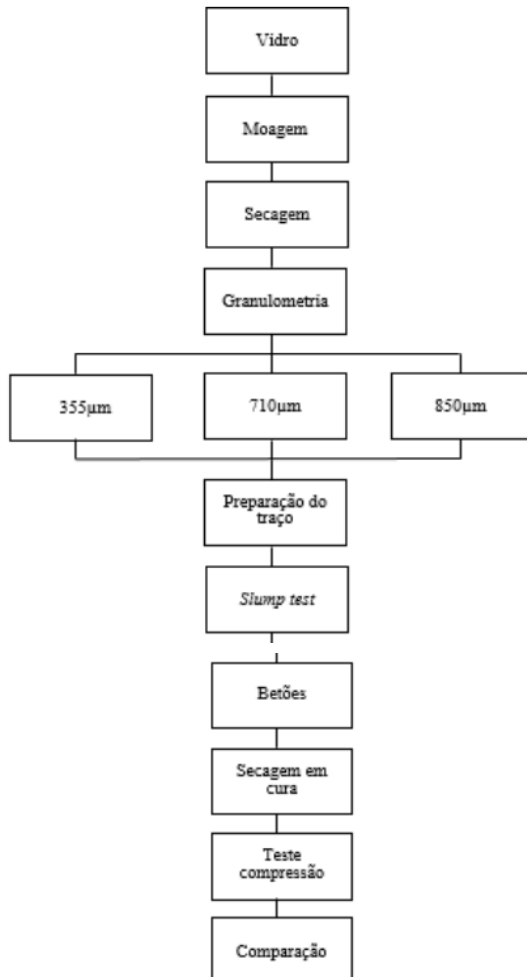 Vidro
Moagem
Secagem
Granulometria
355μm
710μm
850μm
Preparação do
traço
Slump test
Betões
Secagem em
cura
Teste
compressão
Comparação